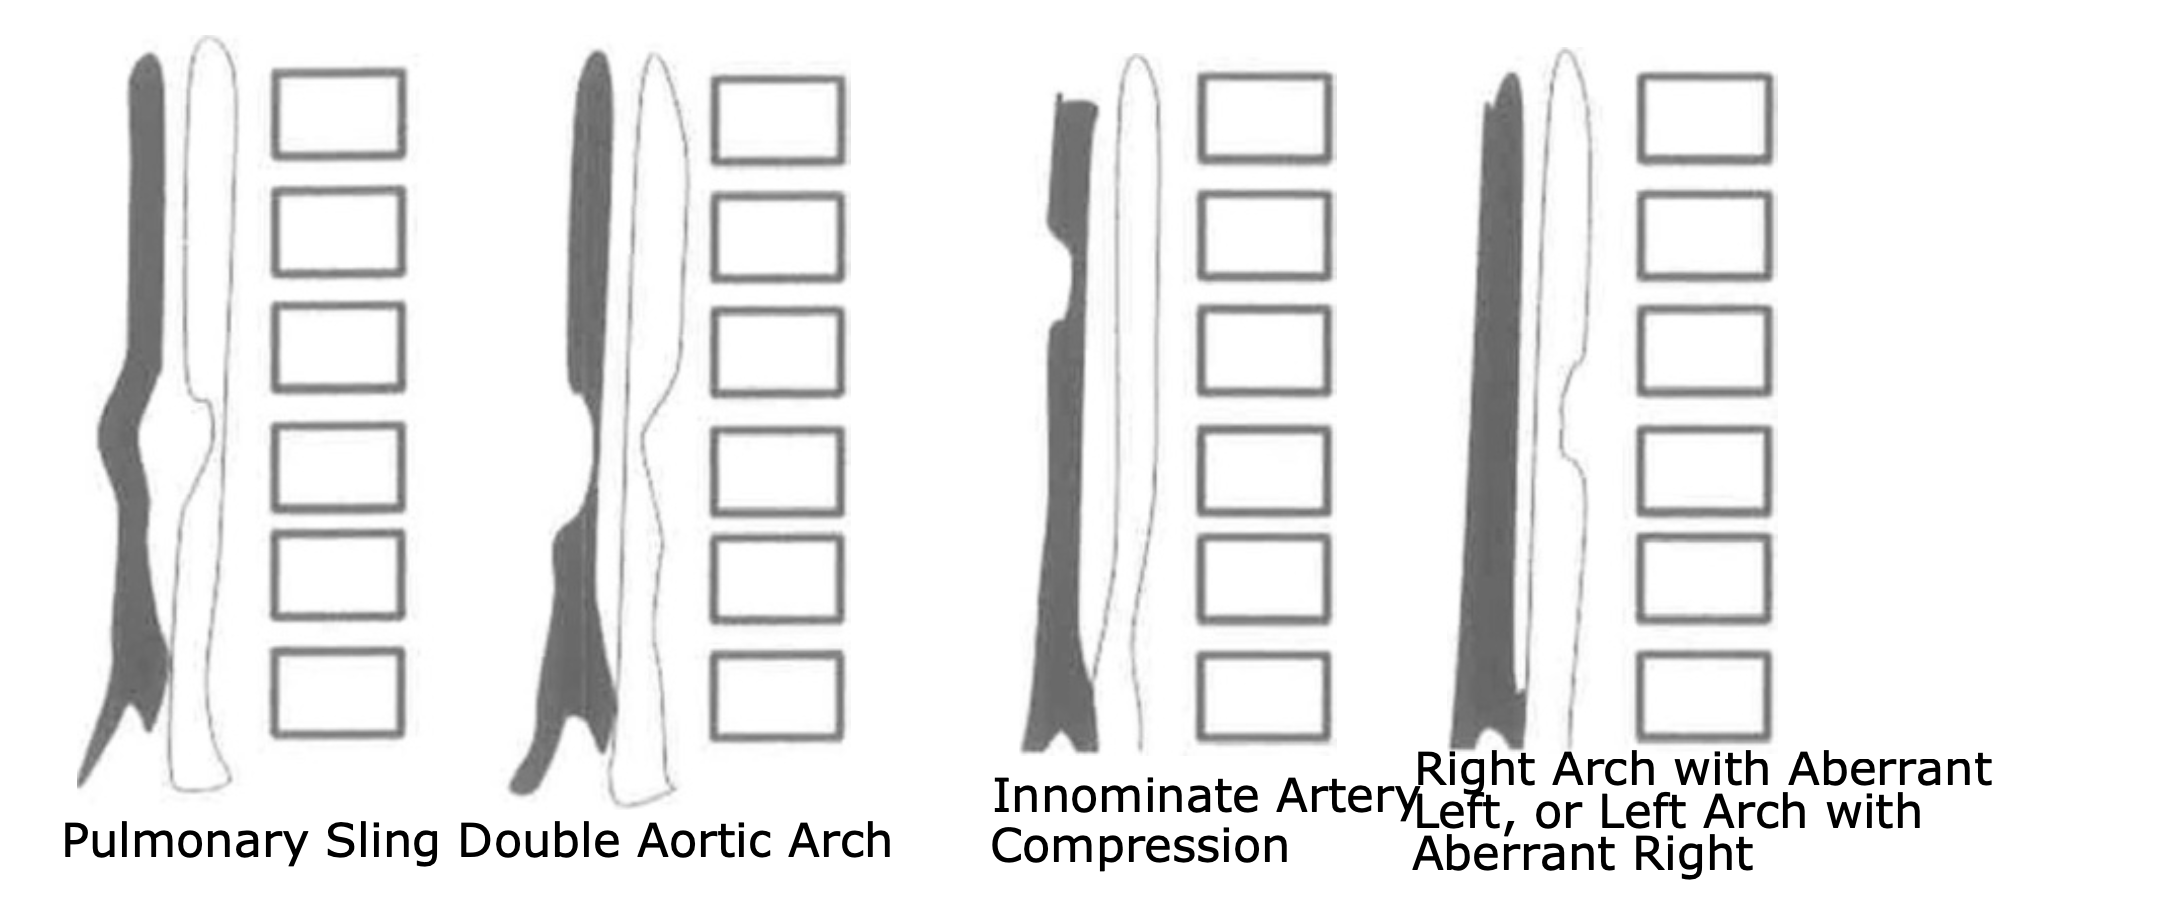 Pulmonary Sling
Double Aortic Arch
Innominate Artery
Compression
Right Arch with Aberrant
Left, or Left Arch with
Aberrant Right